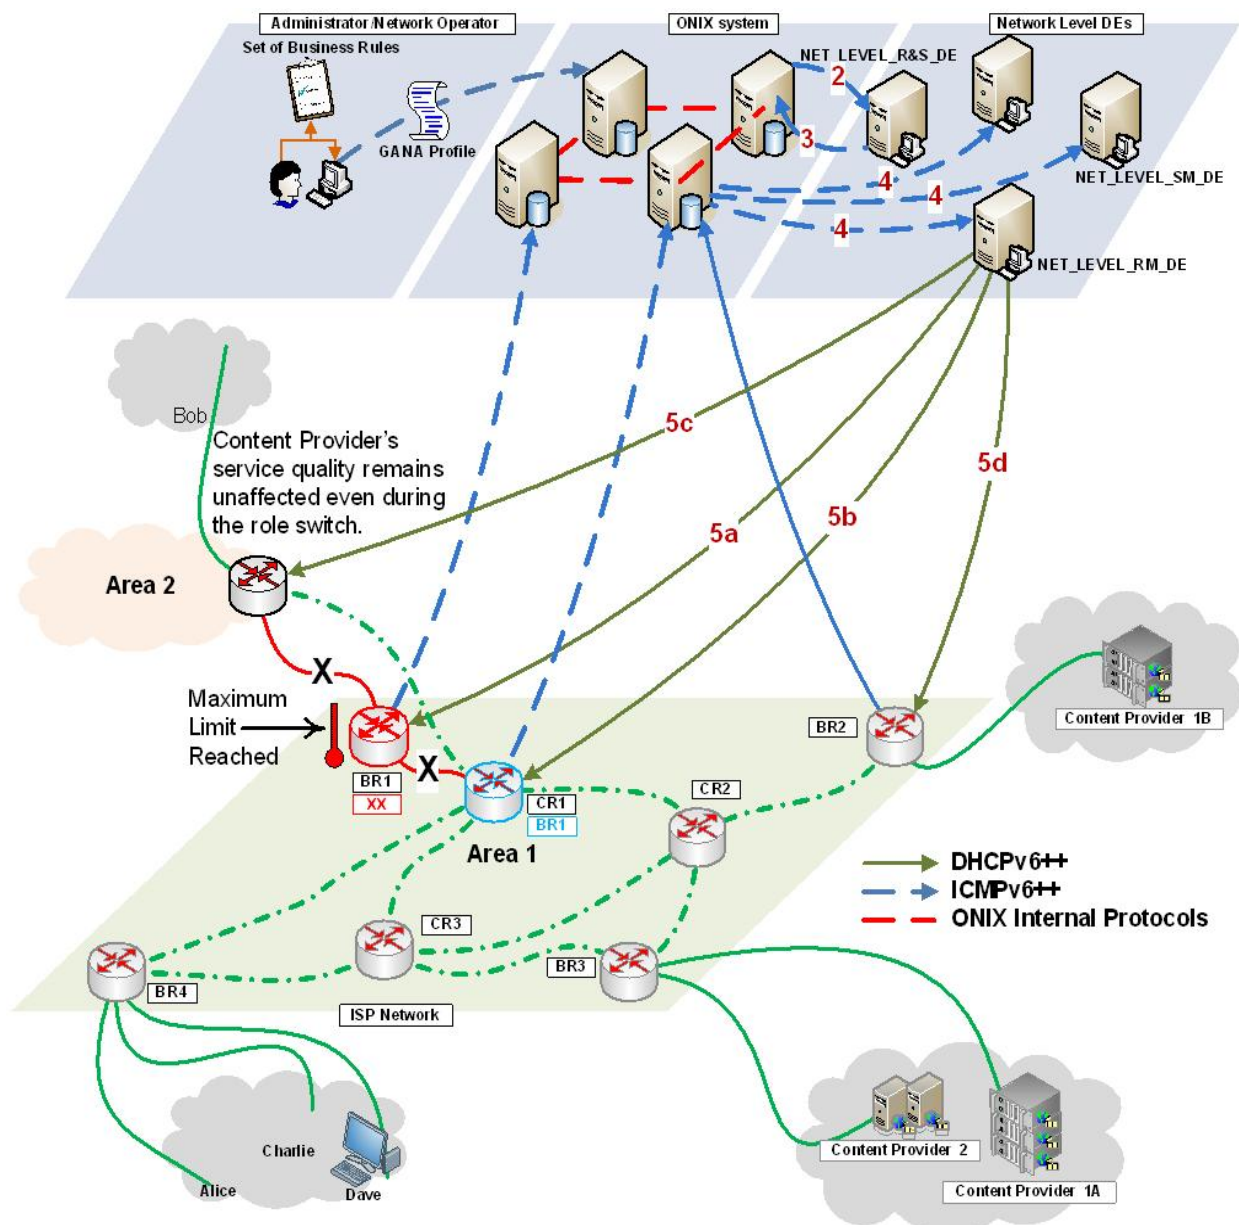 Administrator/Network Operator
ONIX system
Network Level DEs
Set of Business Rules
GANA Profile
NET_LEVEL_R&S_DE
2
3
4
4
4
NET_LEVEL_SM_DE
NET_LEVEL_RM_DE
Bob
Content Provider's
service quality remains
unaffected even during
the role switch.
5c
5d
5b
5a
Area 2
X
Maximum
Limit
Reached
X
BR1
XX
CR1
BR1
Area 1
CR2
BR2
Content Provider 1B
DHCPv6++
ICMPv6++
ONIX Internal Protocols
CR3
BR3
BR4
ISP Network
Charlie
Alice
Dave
Content Provider 2
Content Provider 1A